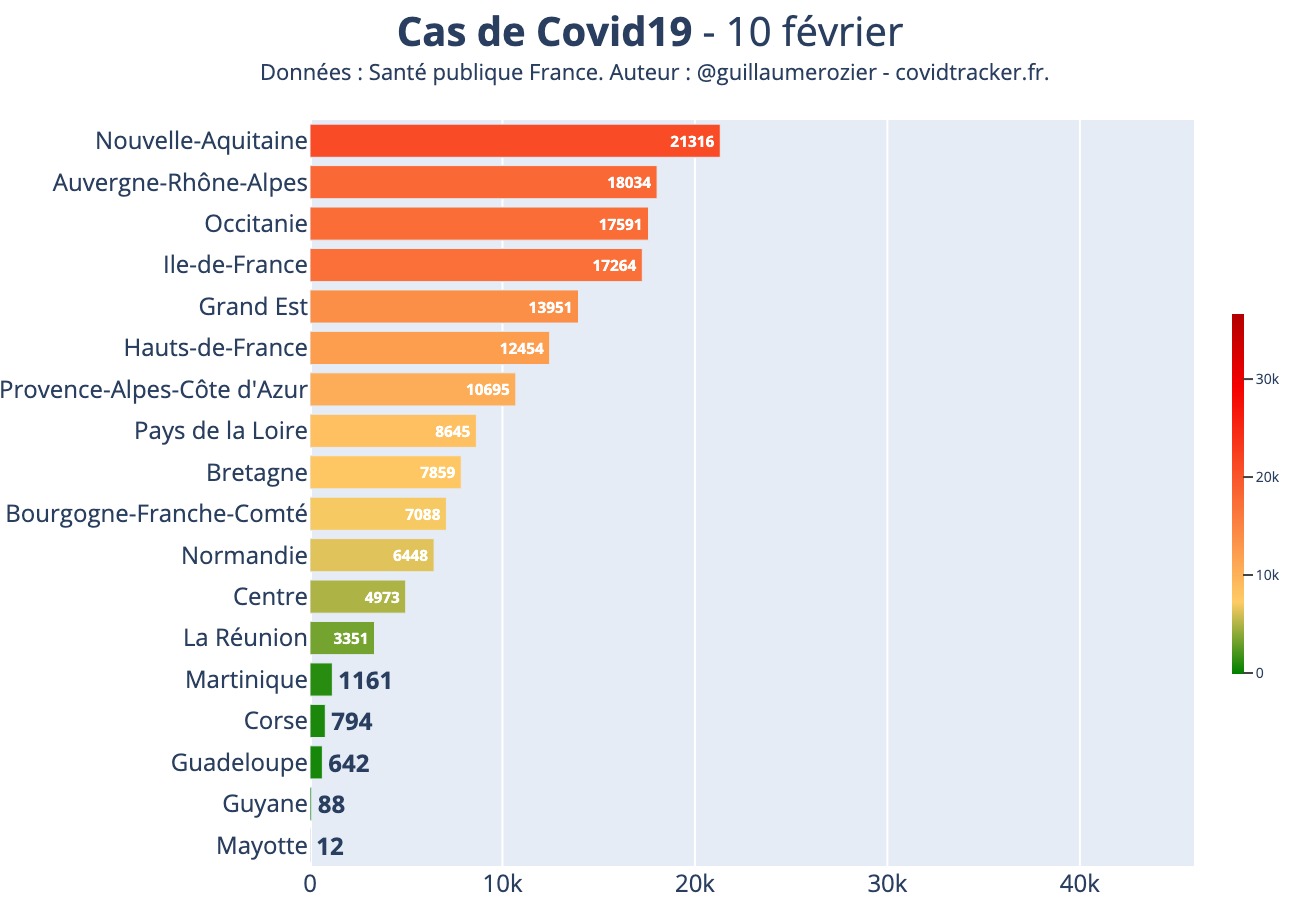 Cas de Covid19 - 10 février
Données : Santé publique France. Auteur : @guillaumerozier - covidtracker.fr.
Nouvelle-Aquitaine 21316
Auvergne-Rhône-Alpes 18034
Occitanie 17591
Ile-de-France 17264
Grand Est 13951
Hauts-de-France 12454
Provence-Alpes-Côte d'Azur 10695
Pays de la Loire 8645
Bretagne 7859
Bourgogne-Franche-Comté 7088
Normandie 6448
Centre 4973
La Réunion 3351
Martinique 1161
Corse 794
Guadeloupe 642
Guyane 88
Mayotte 12
0 10k 20k 30k 40k
30k
20k
10k
0